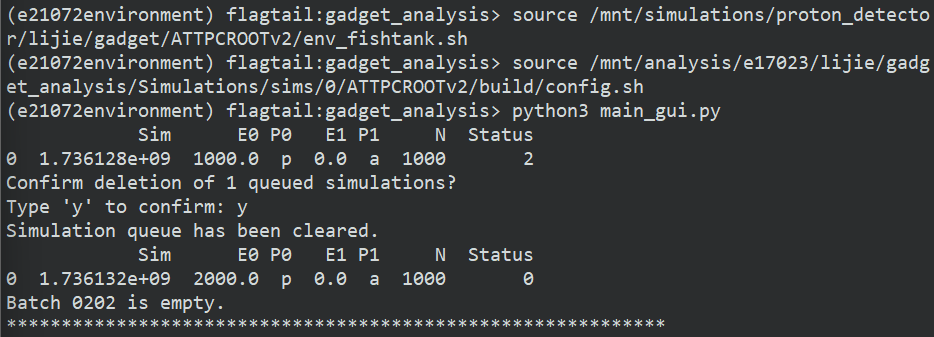 (e21072environment) flagtail:gadget_analysis> source /mnt/simulations/proton_detecto
r/lijie/gadget/ATTPCROOTv2/env_fishtank.sh
(e21072environment) flagtail:gadget_analysis> source /mnt/analysis/e17023/lijie/gadg
et_analysis/Simulations/sims/0/ATTPCROOTv2/build/config.sh
(e21072environment) flagtail:gadget_analysis> python3 main_gui.py
            Sim      E0 P0   E1 P1     N  Status
0  1.736128e+09  1000.0  p  0.0  a  1000       2
Confirm deletion of 1 queued simulations?
Type 'y' to confirm: y
Simulation queue has been cleared.
            Sim      E0 P0   E1 P1     N  Status
0  1.736132e+09  2000.0  p  0.0  a  1000       0
Batch 0202 is empty.
************************************************************